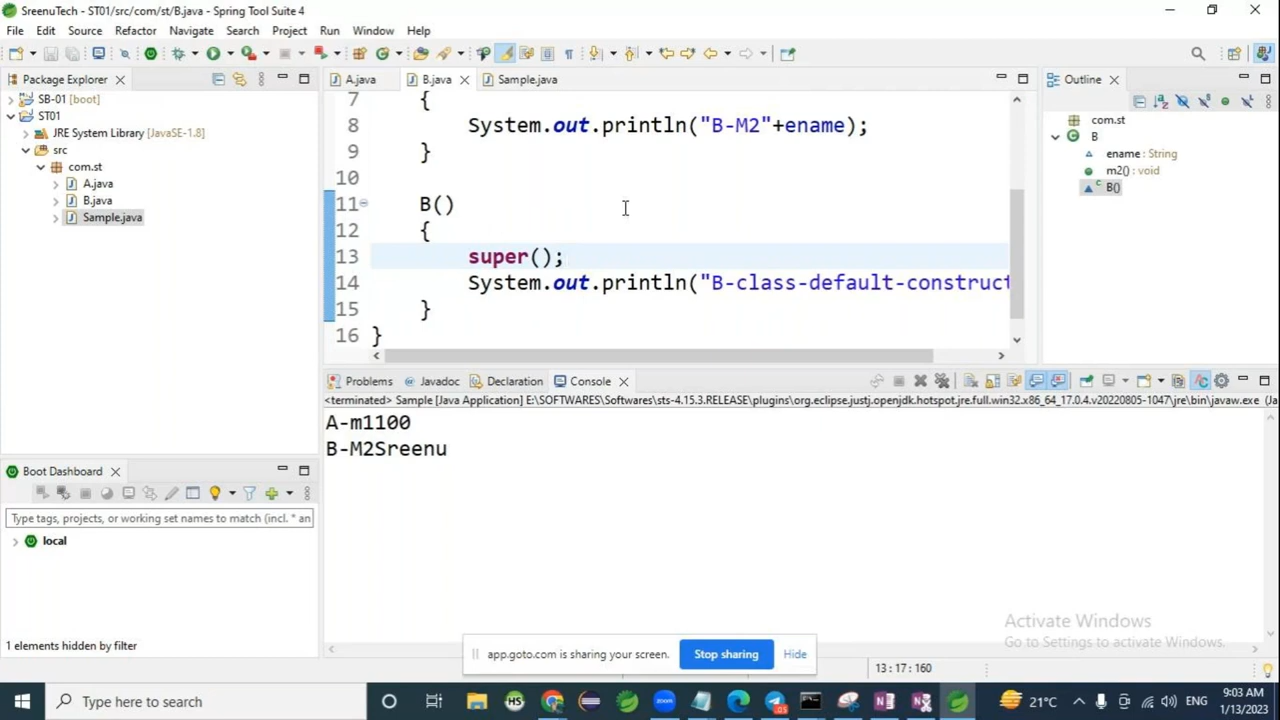 SreenuTech - ST01/src/com/st/B.java - Spring Tool Suite 4
File Edit Source Refactor Navigate Search Project Run Window Help
Package Explorer
A.java B.java Sample.java
Outline
SB-01 [boot]
ST01
JRE System Library [JavaSE-1.8]
src
com.st
A.java
B.java
Sample.java
7 {
8 System.out.println("B-M2"+ename);
9 }
10
11 B()
12 {
13 super();
14 System.out.println("B-class-default-construct
15 }
16 }
com.st
B
ename : String
m2() : void
B()
Problems Javadoc Declaration Console
<terminated> Sample [Java Application] E:\SOFTWARES\Softwares\sts-4.15.3.RELEASE\plugins\org.eclipse.justj.openjdk.hotspot.jre.full.win32.x86_64_17.0.4.v20220805-1047\jre\bin\javaw.exe (Ja
A-m1100
B-M2Sreenu
Boot Dashboard
Type tags, projects, or working set names to match (incl. * an
local
1 elements hidden by filter
Activate Windows
Go to Settings to activate Windows.
app.goto.com is sharing your screen. Stop sharing Hide
13 : 17 : 160
Type here to search
21°C
ENG
9:03 AM
1/13/2023